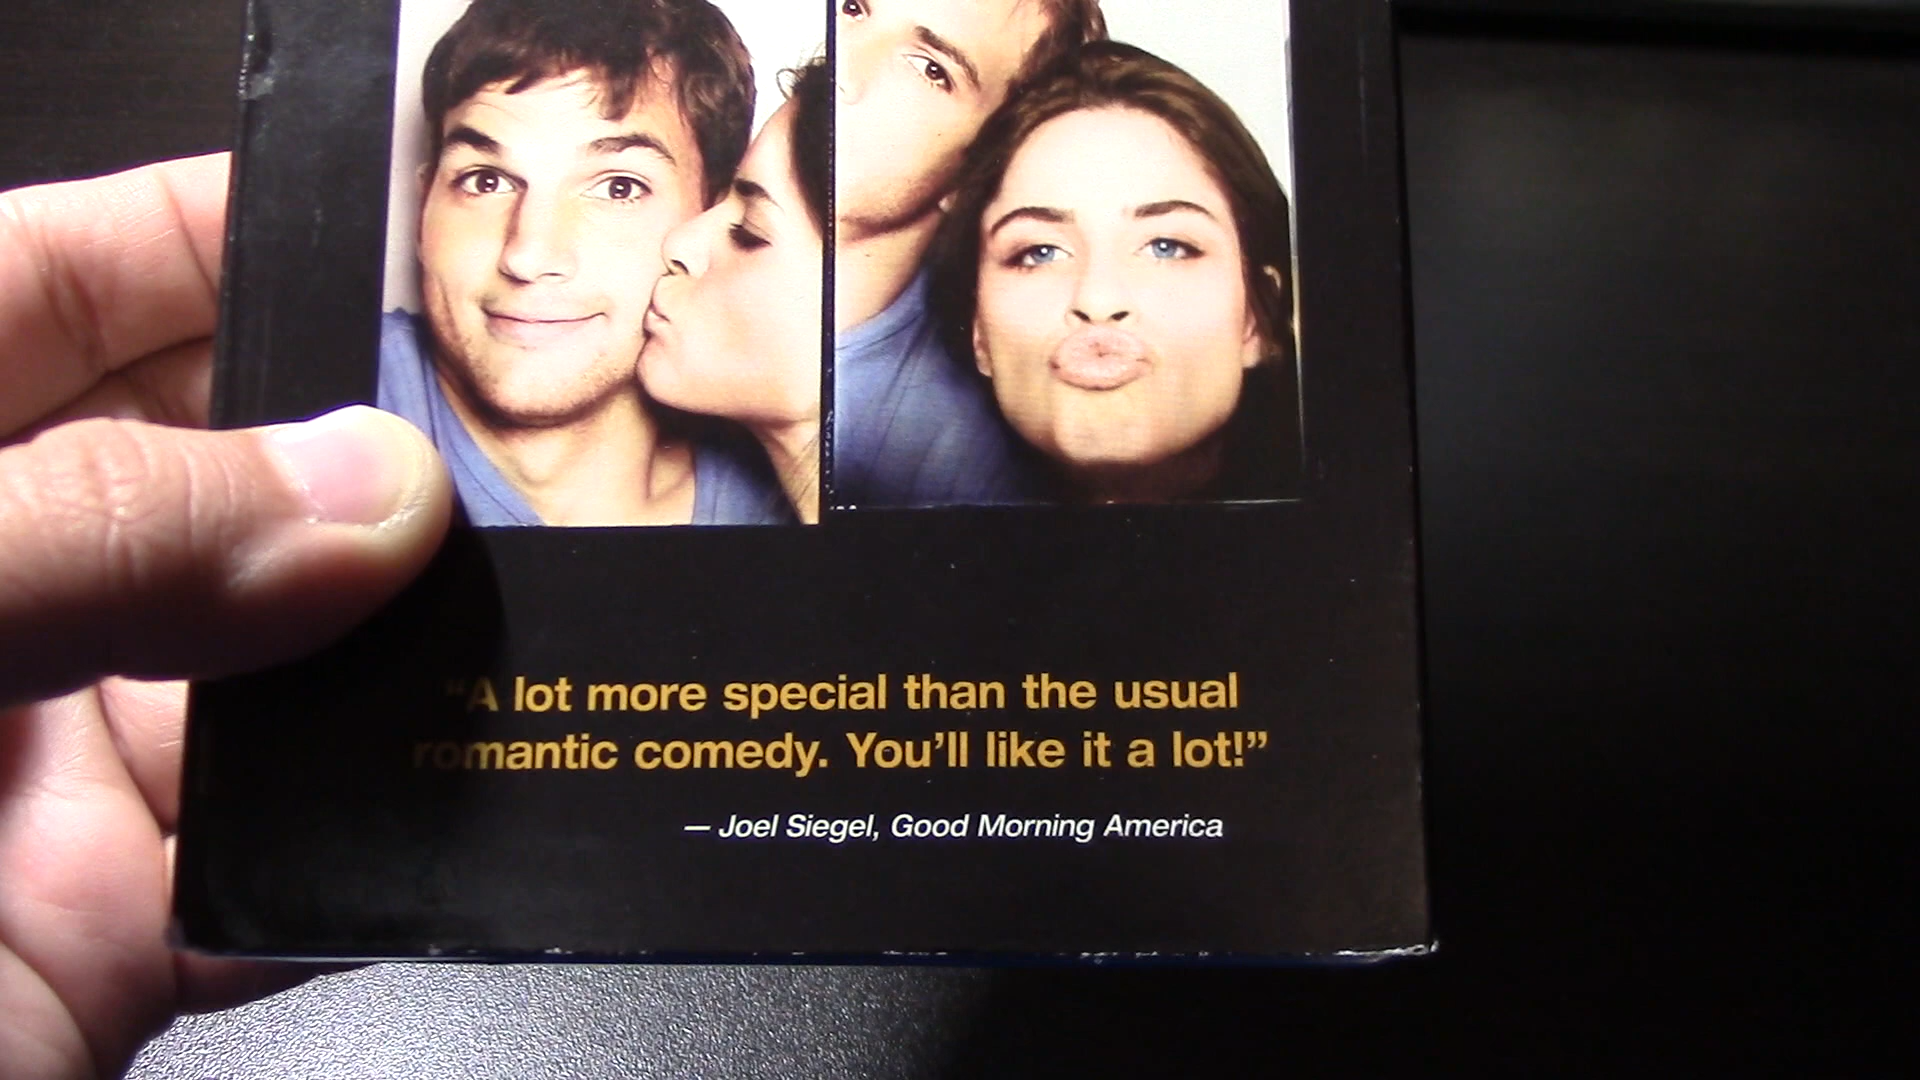 “A lot more special than the usual
romantic comedy. You’ll like it a lot!”
— Joel Siegel, Good Morning America